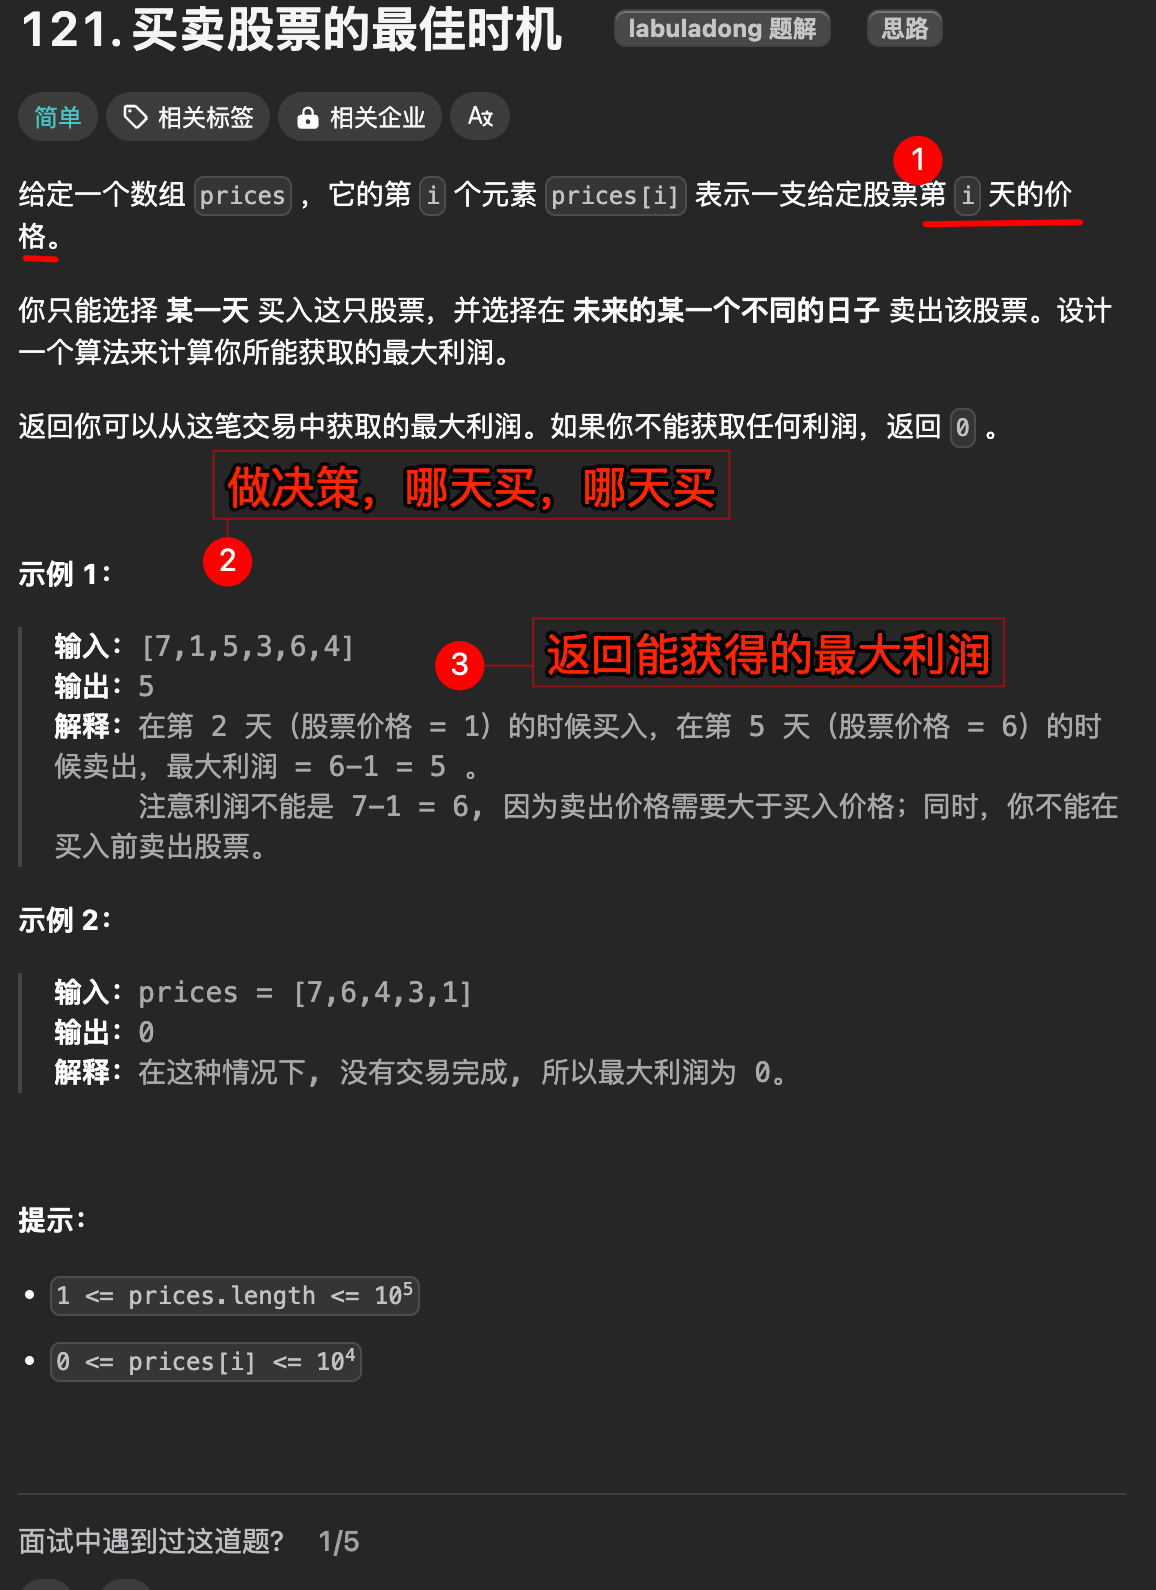 121. 买卖股票的最佳时机 labuladong 题解 思路
简单 相关标签 相关企业 A文
1
给定一个数组 prices ，它的第 i 个元素 prices[i] 表示一支给定股票第 i 天的价
格。
你只能选择 某一天 买入这只股票，并选择在 未来的某一个不同的日子 卖出该股票。设计
一个算法来计算你所能获取的最大利润。
返回你可以从这笔交易中获取的最大利润。如果你不能获取任何利润，返回 0 。
做决策，哪天买，哪天买
2
示例 1：
输入：[7,1,5,3,6,4]
3 返回能获得的最大利润
输出：5
解释：在第 2 天（股票价格 = 1）的时候买入，在第 5 天（股票价格 = 6）的时
候卖出，最大利润 = 6-1 = 5 。
注意利润不能是 7-1 = 6, 因为卖出价格需要大于买入价格；同时，你不能在
买入前卖出股票。
示例 2：
输入：prices = [7,6,4,3,1]
输出：0
解释：在这种情况下, 没有交易完成, 所以最大利润为 0。
提示：
• 1 <= prices.length <= 10⁵
• 0 <= prices[i] <= 10⁴
面试中遇到过这道题? 1/5